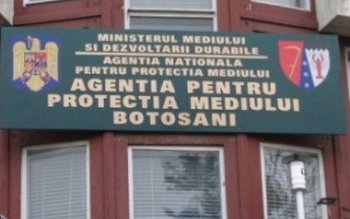 MINISTERUL MEDIULUI
SI DEZVOLTARII DURABILE
AGENTIA NATIONALA
PENTRU PROTECTIA MEDIULUI
AGENTIA PENTRU
PROTECTIA MEDIULUI
BOTOSANI